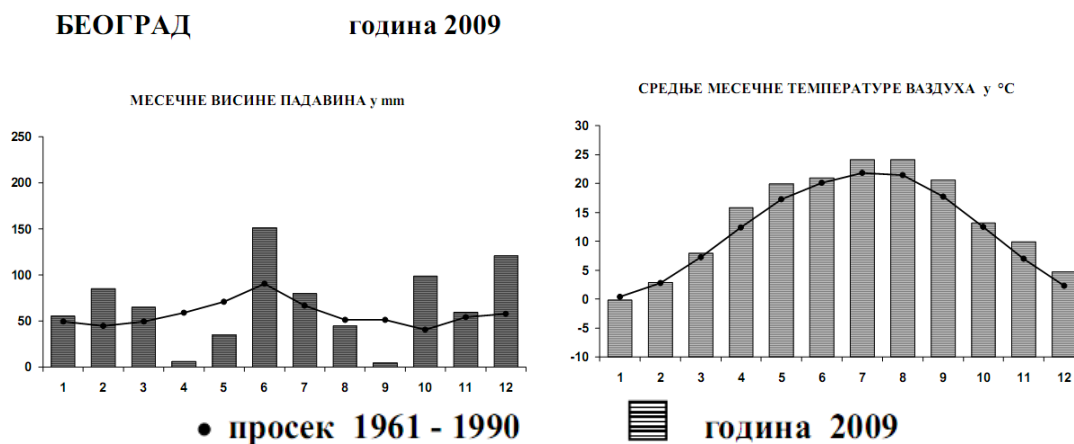 БЕОГРАД година 2009
МЕСЕЧНЕ ВИСИНЕ ПАДАВИНА у mm
250
200
150
100
50
0
1 2 3 4 5 6 7 8 9 10 11 12
СРЕДЊЕ МЕСЕЧНЕ ТЕМПЕРАТУРЕ ВАЗДУХА у °C
30
25
20
15
10
5
0
-5
-10
1 2 3 4 5 6 7 8 9 10 11 12
просек 1961 - 1990
година 2009